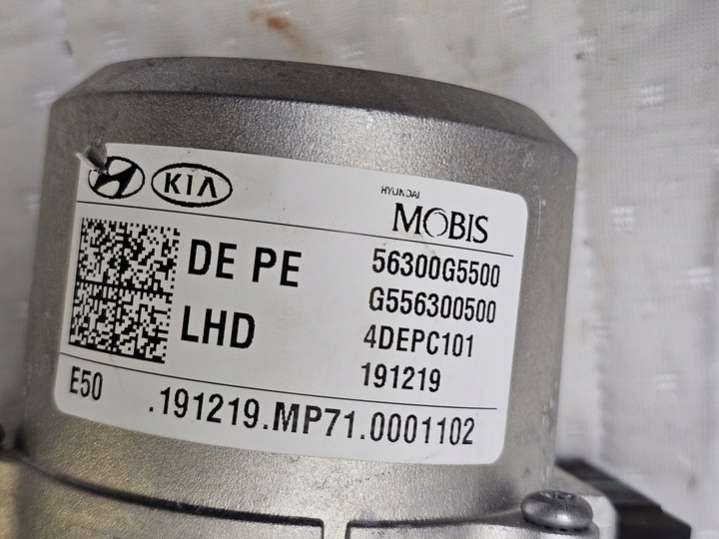 KIA
HYUNDAI
MOBIS
DE PE
LHD
56300G5500
G556300500
4DEPC101
191219
E50
.191219.MP71.0001102